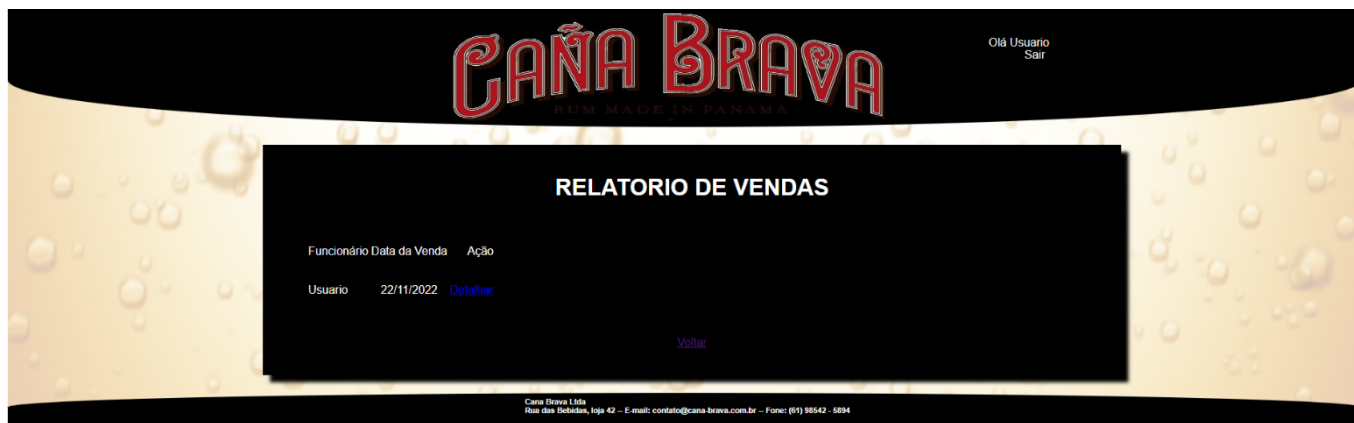 CAÑA BRAVA
RUM MADE IN PANAMA
Olá Usuario
Sair
RELATORIO DE VENDAS
Funcionário Data da Venda Ação
Usuario 22/11/2022 Detalhar
Voltar
Cana Brava Ltda
Rua das Bebidas, loja 42 – E-mail: contato@cana-brava.com.br – Fone: (61) 98542 - 5894